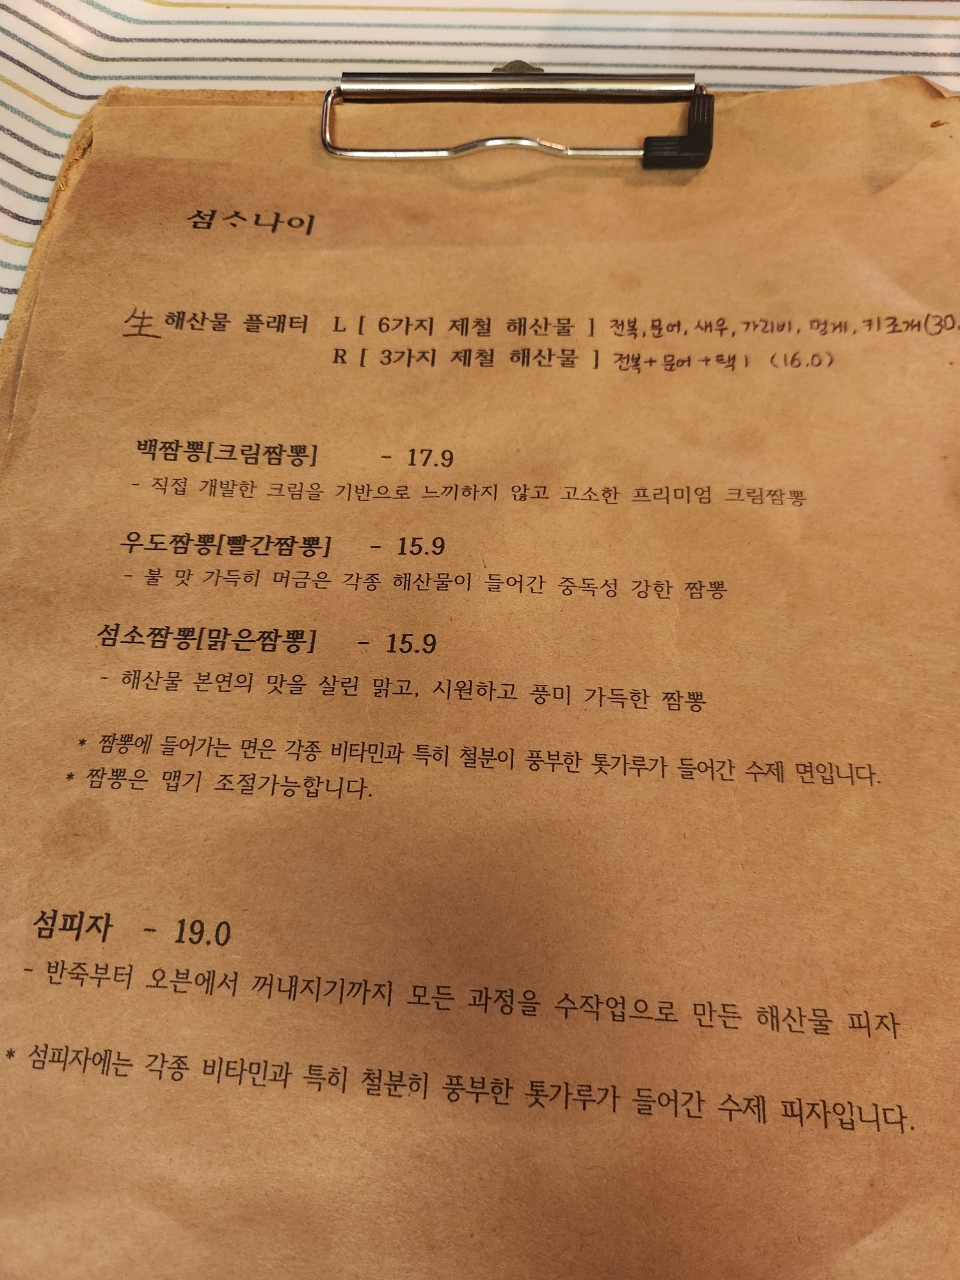 섬소나이
生 해산물 플래터 L [ 6가지 제철 해산물 ] 전복, 문어, 새우, 가리비, 멍게, 키조개(30.
R [ 3가지 제철 해산물 ] 전복+문어+택1 (16.0)
백짬뽕[크림짬뽕] - 17.9
- 직접 개발한 크림을 기반으로 느끼하지 않고 고소한 프리미엄 크림짬뽕
우도짬뽕[빨간짬뽕] - 15.9
- 불 맛 가득히 머금은 각종 해산물이 들어간 중독성 강한 짬뽕
섬소짬뽕[맑은짬뽕] - 15.9
- 해산물 본연의 맛을 살린 맑고, 시원하고 풍미 가득한 짬뽕
* 짬뽕에 들어가는 면은 각종 비타민과 특히 철분이 풍부한 톳가루가 들어간 수제 면입니다.
* 짬뽕은 맵기 조절가능합니다.
섬피자 - 19.0
- 반죽부터 오븐에서 꺼내지기까지 모든 과정을 수작업으로 만든 해산물 피자
* 섬피자에는 각종 비타민과 특히 철분히 풍부한 톳가루가 들어간 수제 피자입니다.